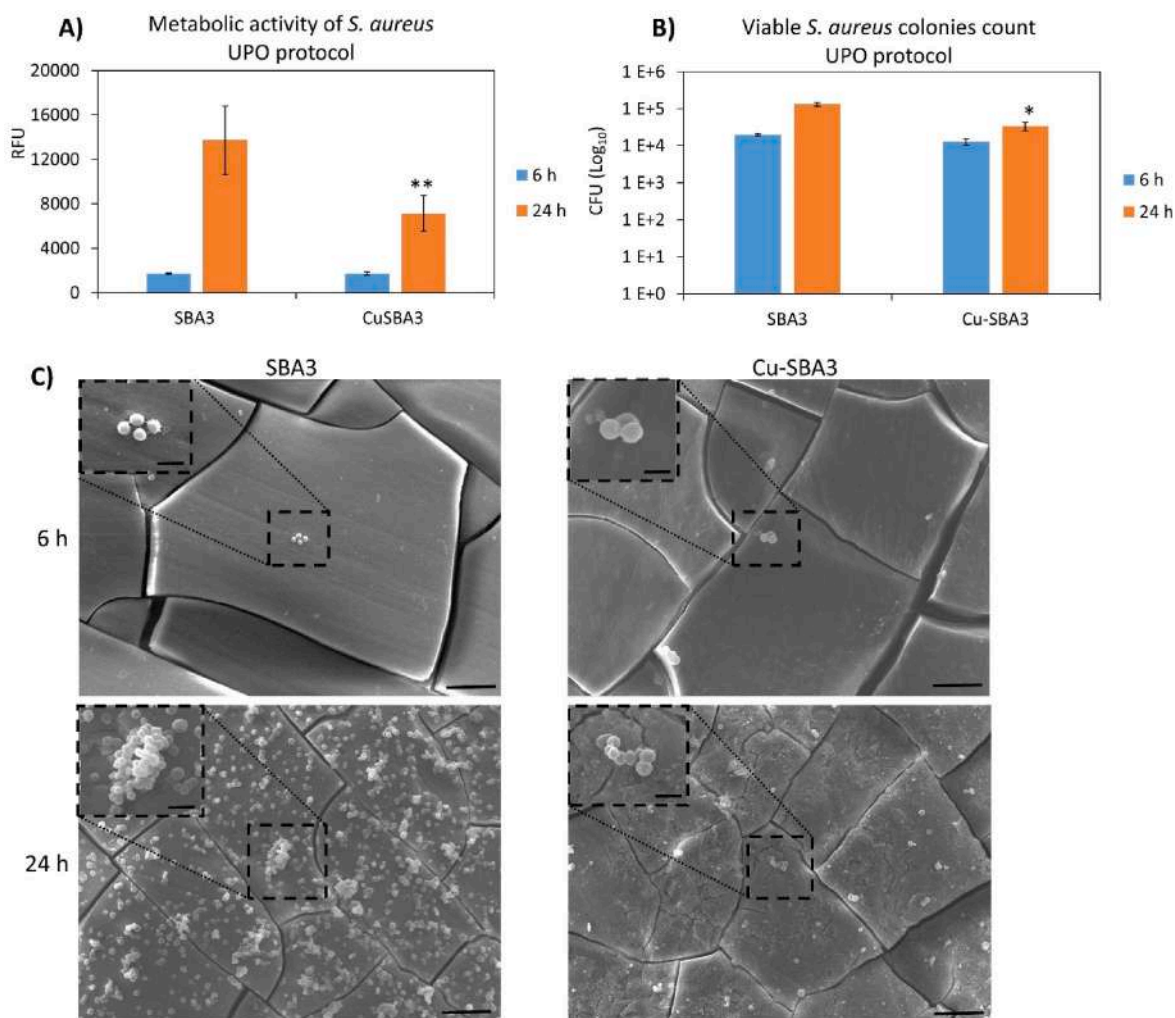 A)
Metabolic activity of S. aureus
UPO protocol
20000
16000
12000
8000
4000
0
RFU
**
SBA3
CuSBA3
6 h
24 h
B)
Viable S. aureus colonies count
UPO protocol
1 E+6
1 E+5
1 E+4
1 E+3
1 E+2
1 E+1
1 E+0
CFU (Log10)
*
SBA3
Cu-SBA3
6 h
24 h
C)
SBA3
Cu-SBA3
6 h
24 h